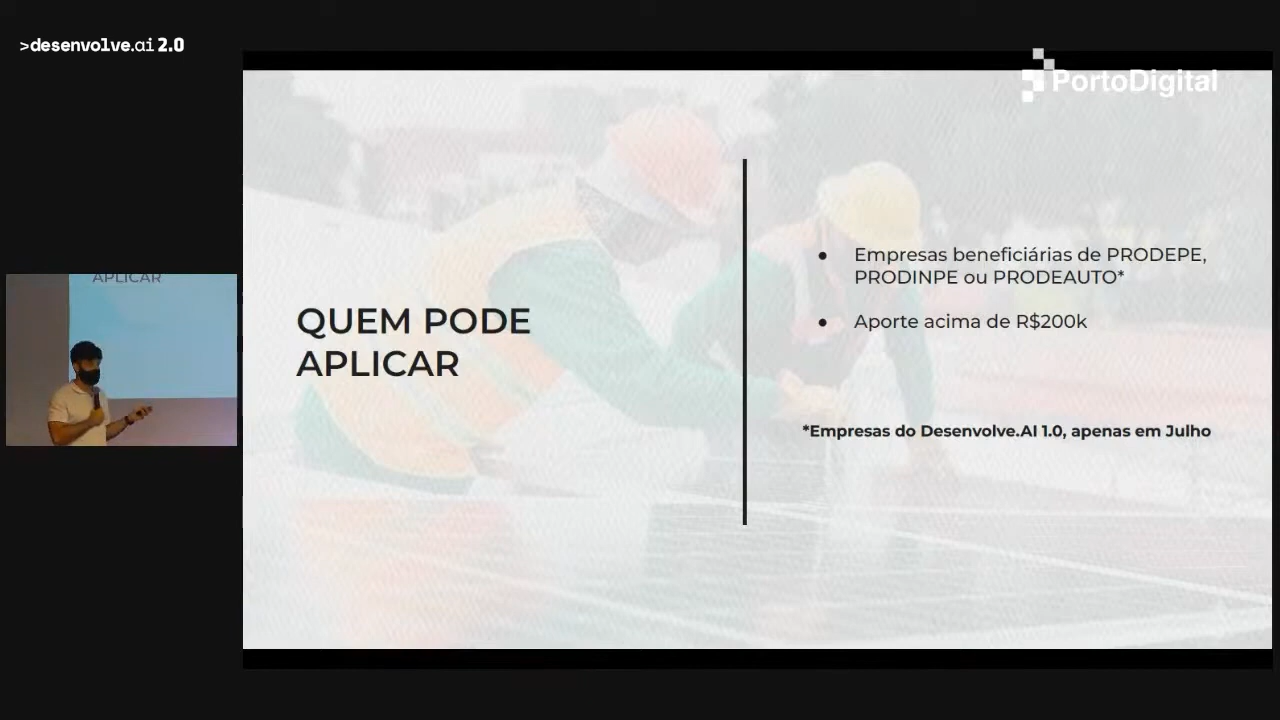 >desenvolve.ai 2.0
PortoDigital
QUEM PODE
APLICAR
● Empresas beneficiárias de PRODEPE,
PRODINPE ou PRODEAUTO*
● Aporte acima de R$200k
*Empresas do Desenvolve.AI 1.0, apenas em Julho
APLICAR